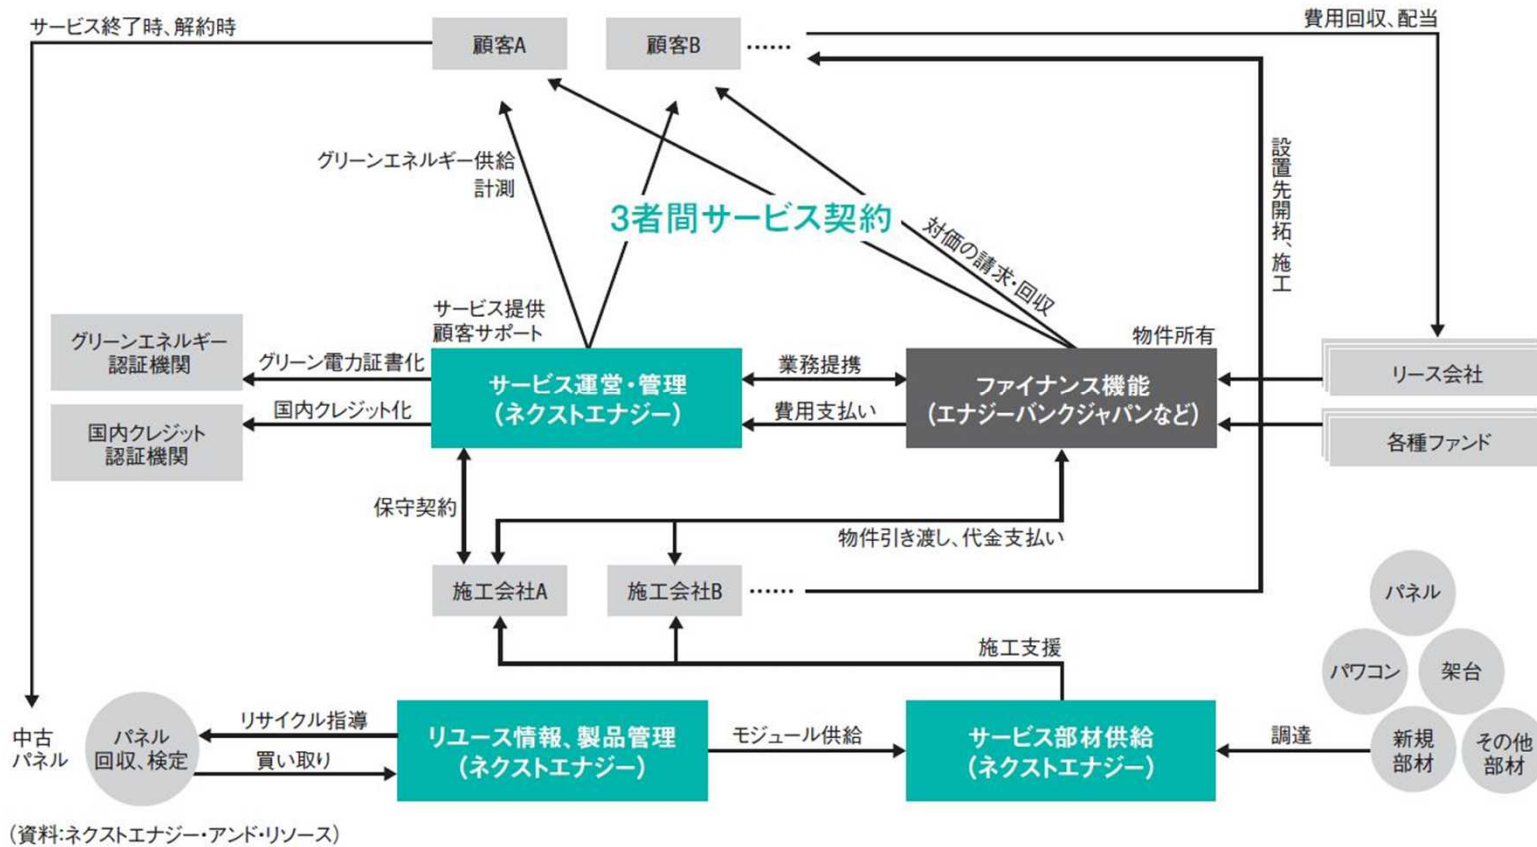 サービス終了時、解約時
顧客A
顧客B
……
費用回収、配当
グリーンエネルギー供給
計測
3者間サービス契約
対価の請求・回収
設置先開拓、施工
サービス提供
顧客サポート
物件所有
グリーンエネルギー
認証機関
グリーン電力証書化
サービス運営・管理
(ネクストエナジー)
業務提携
費用支払い
ファイナンス機能
(エナジーバンクジャパンなど)
リース会社
国内クレジット
認証機関
国内クレジット化
各種ファンド
保守契約
物件引き渡し、代金支払い
施工会社A
施工会社B
……
パネル
パワコン
架台
新規
部材
その他
部材
施工支援
中古
パネル
パネル
回収、検定
リサイクル指導
買い取り
リユース情報、製品管理
(ネクストエナジー)
モジュール供給
サービス部材供給
(ネクストエナジー)
調達
(資料:ネクストエナジー・アンド・リソース)